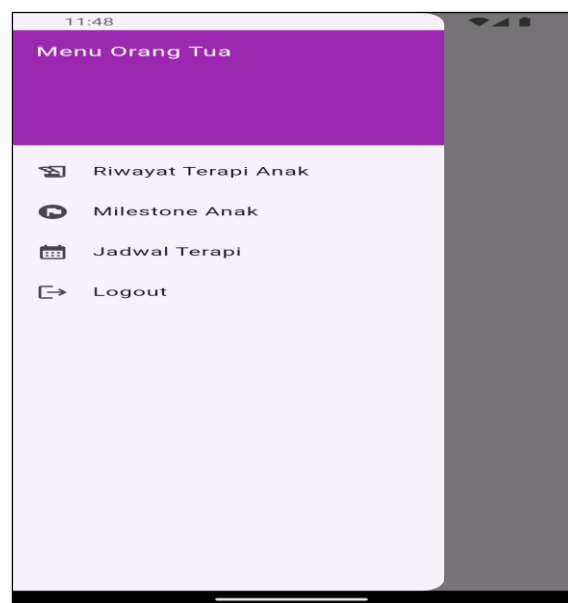 11:48
Menu Orang Tua
Riwayat Terapi Anak
Milestone Anak
Jadwal Terapi
Logout